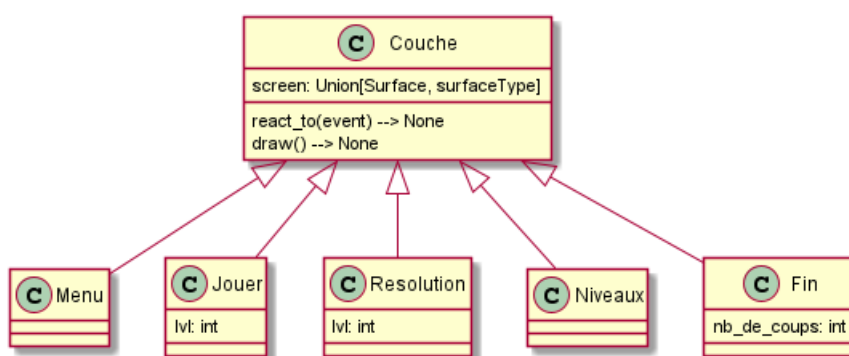 C Couche
screen: Union[Surface, surfaceType]
react_to(event) --> None
draw() --> None
C Menu
C Jouer
lvl: int
C Resolution
lvl: int
C Niveaux
C Fin
nb_de_coups: int